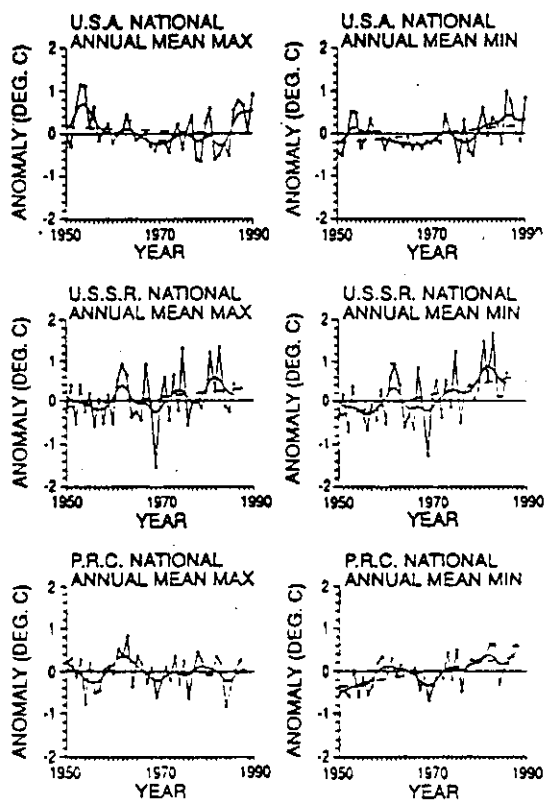 U.S.A. NATIONAL
ANNUAL MEAN MAX
ANOMALY (DEG. C)
2
1
0
-1
-2
1950
1970
1990
YEAR
U.S.A. NATIONAL
ANNUAL MEAN MIN
ANOMALY (DEG. C)
2
1
0
-1
-2
1950
1970
YEAR
U.S.S.R. NATIONAL
ANNUAL MEAN MAX
ANOMALY (DEG. C)
2
1
0
-1
-2
1950
1970
1990
YEAR
U.S.S.R. NATIONAL
ANNUAL MEAN MIN
ANOMALY (DEG. C)
2
1
0
-1
-2
1950
1970
1990
YEAR
P.R.C. NATIONAL
ANNUAL MEAN MAX
ANOMALY (DEG. C)
2
1
0
-1
-2
1950
1970
1990
YEAR
P.R.C. NATIONAL
ANNUAL MEAN MIN
ANOMALY (DEG. C)
2
1
0
-1
-2
1950
1970
1990
YEAR